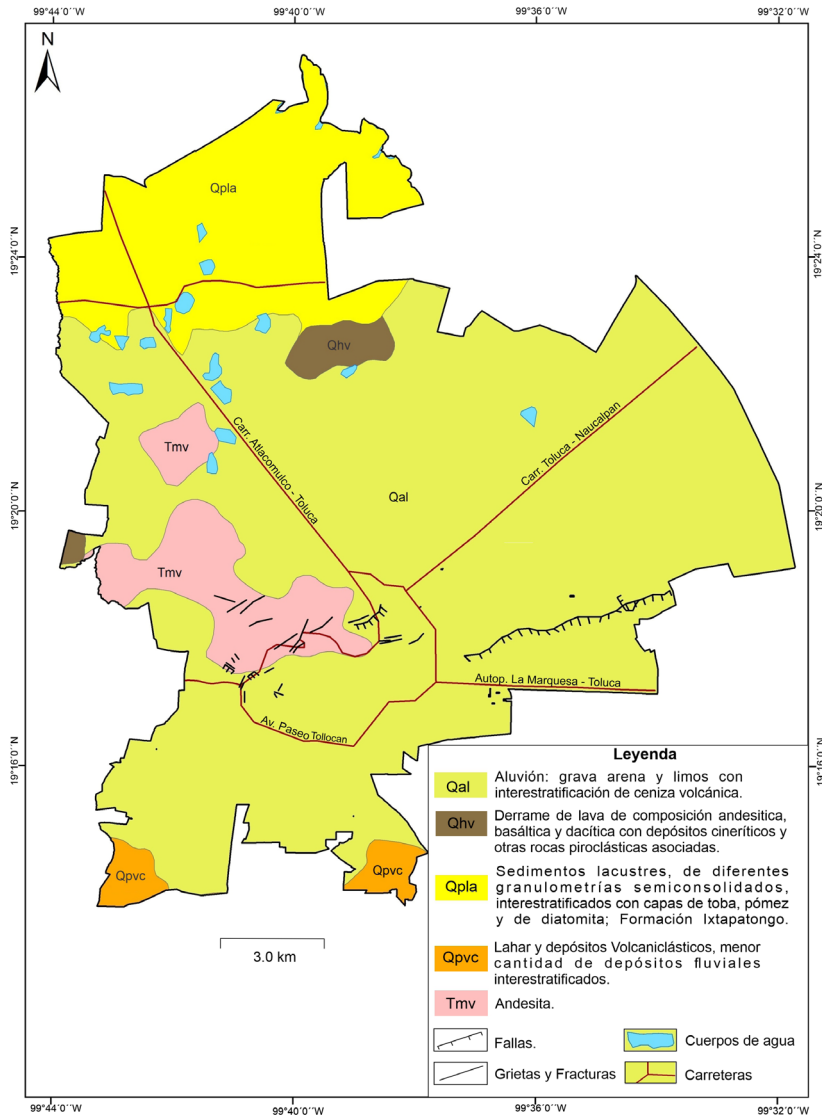 99°44´0´´W
99°40´0´´W
99°36´0´´W
99°32´0´´W
N
Qpla
19°24´0´´N
19°24´0´´N
Qhv
Tmv
Carr. Atlacomulco - Toluca
Carr. Toluca - Naucalpan
Qal
19°20´0´´N
19°20´0´´N
Tmv
Autop. La Marquesa - Toluca
Av. Paseo Tollocan
19°16´0´´N
19°16´0´´N
Qpvc
Qpvc
3.0 km
Leyenda
Qal
Aluvión: grava arena y limos con
interestratificación de ceniza volcánica.
Qhv
Derrame de lava de composición andesitica,
basáltica y dacítica con depósitos cineríticos y
otras rocas piroclásticas asociadas.
Qpla
Sedimentos lacustres, de diferentes
granulometrías semiconsolidados,
interestratificados con capas de toba, pómez
y de diatomita; Formación Ixtapatongo.
Qpvc
Lahar y depósitos Volcaniclásticos, menor
cantidad de depósitos fluviales
interestratificados.
Tmv
Andesita.
Fallas.
Cuerpos de agua
Grietas y Fracturas
Carreteras
99°44´0´´W
99°40´0´´W
99°36´0´´W
99°32´0´´W